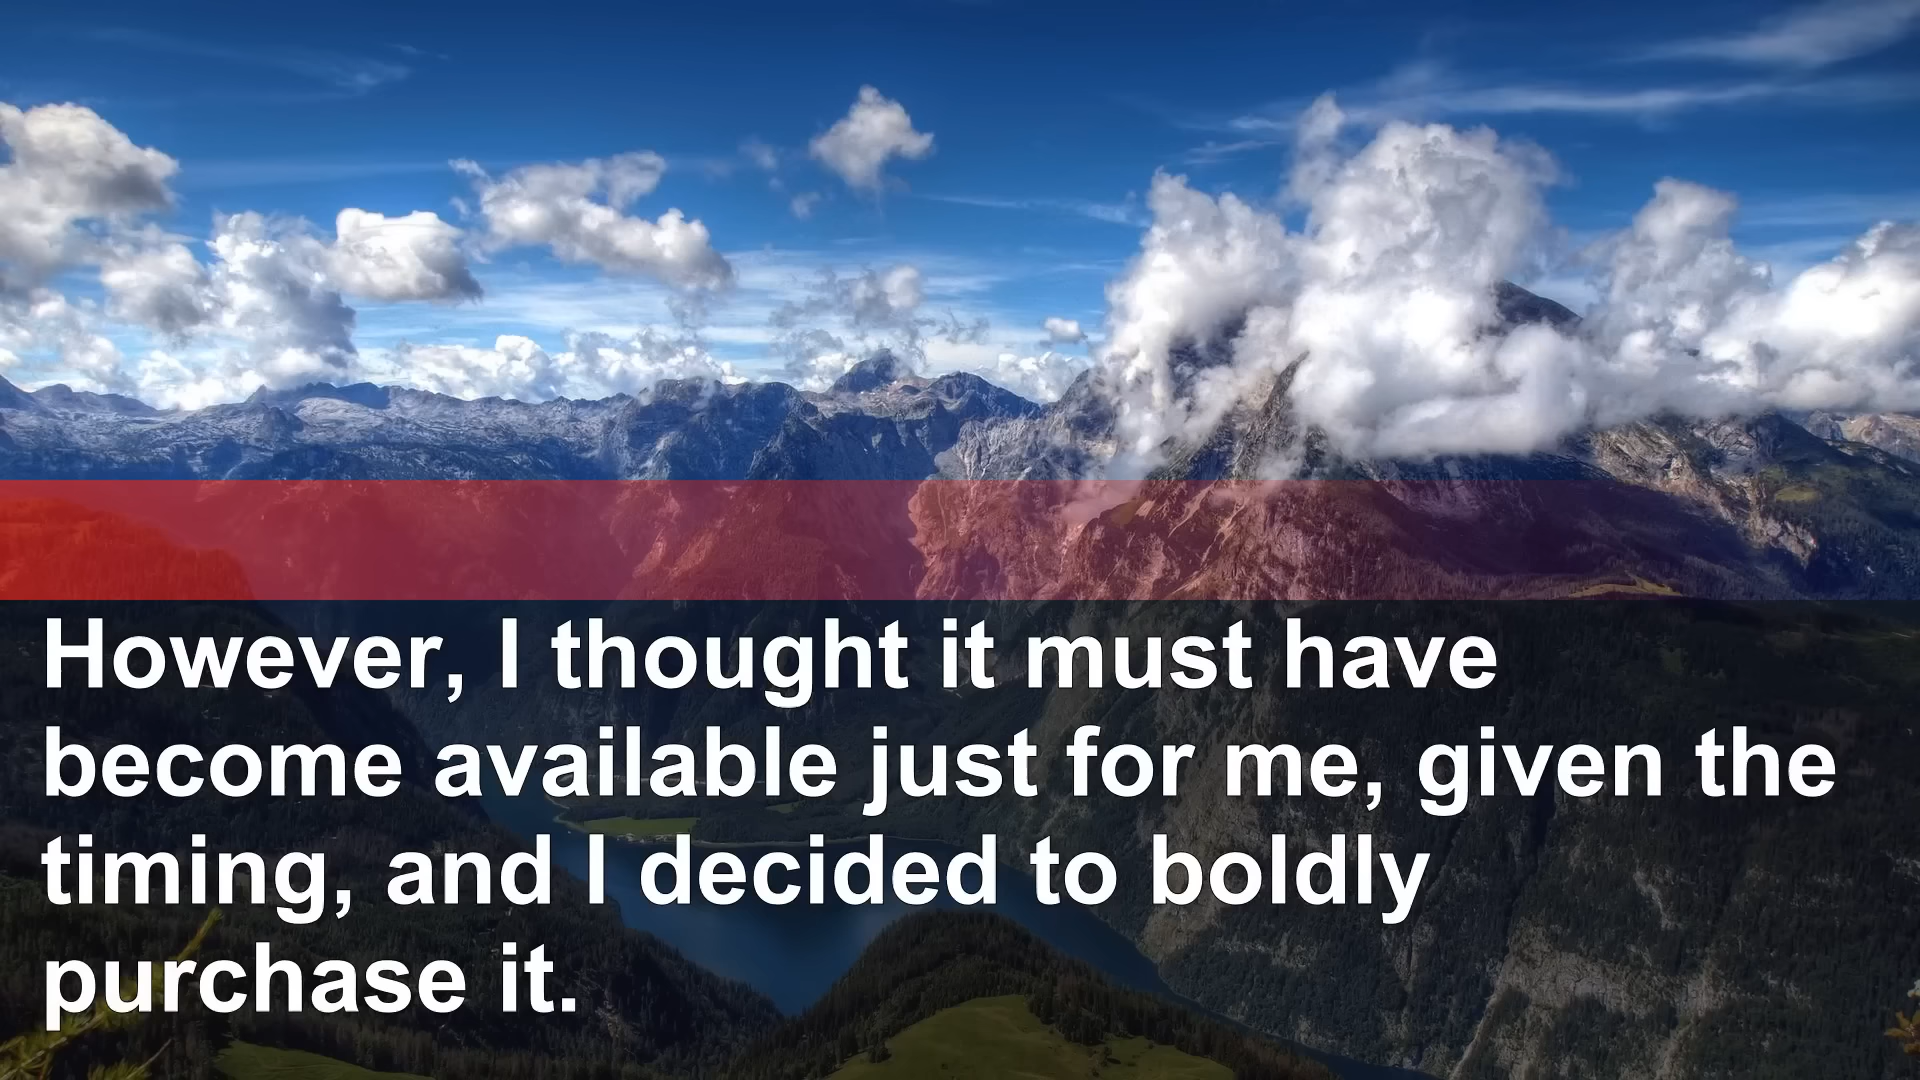 However, I thought it must have
become available just for me, given the
timing, and I decided to boldly
purchase it.